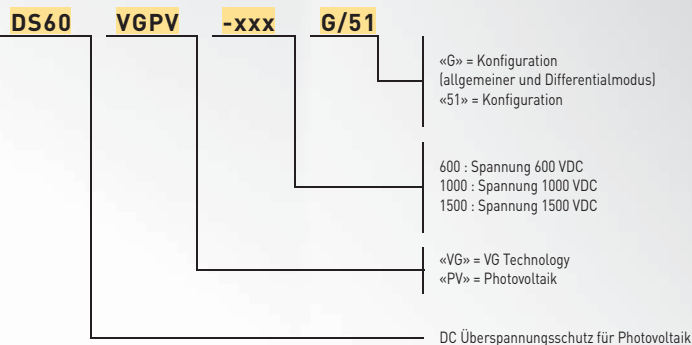 DS60 VGPV -xxx G/51
«G» = Konfiguration
(allgemeiner und Differentialmodus)
«51» = Konfiguration
600 : Spannung 600 VDC
1000 : Spannung 1000 VDC
1500 : Spannung 1500 VDC
«VG» = VG Technology
«PV» = Photovoltaik
DC Überspannungsschutz für Photovoltaik